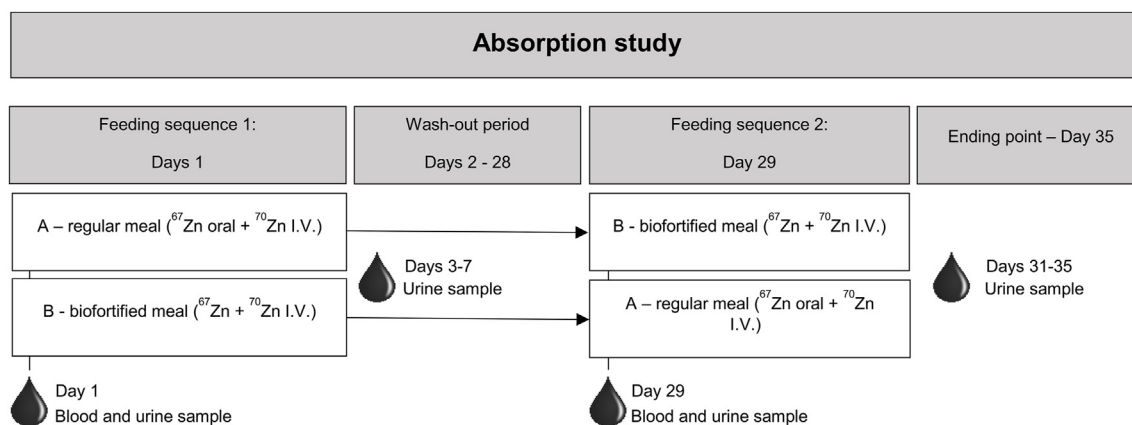 Absorption study
Feeding sequence 1:
Days 1
Wash-out period
Days 2 - 28
Feeding sequence 2:
Day 29
Ending point – Day 35
A – regular meal (⁶⁷Zn oral + ⁷⁰Zn I.V.)
B - biofortified meal (⁶⁷Zn + ⁷⁰Zn I.V.)
Days 3-7
Urine sample
B - biofortified meal (⁶⁷Zn + ⁷⁰Zn I.V.)
A – regular meal (⁶⁷Zn oral + ⁷⁰Zn
I.V.)
Days 31-35
Urine sample
Day 1
Blood and urine sample
Day 29
Blood and urine sample